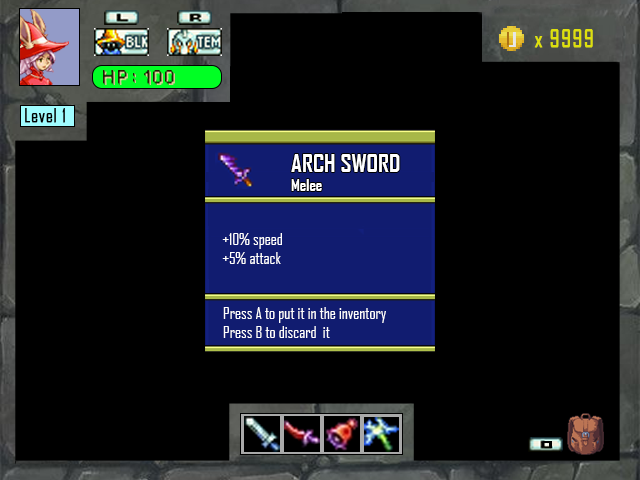 L R
BLK TEM
HP: 100
x 9999
Level 1
ARCH SWORD
Melee
+10% speed
+5% attack
Press A to put it in the inventory
Press B to discard it